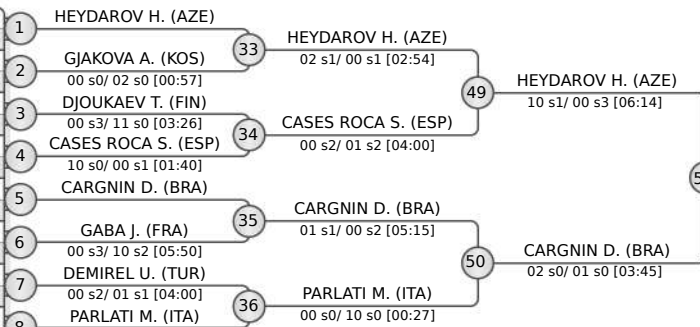 1
HEYDAROV H. (AZE)
33
HEYDAROV H. (AZE)
02 s1/ 00 s1 [02:54]
2
GJAKOVA A. (KOS)
00 s0/ 02 s0 [00:57]
49
HEYDAROV H. (AZE)
10 s1/ 00 s3 [06:14]
3
DJOUKAEV T. (FIN)
00 s3/ 11 s0 [03:26]
34
CASES ROCA S. (ESP)
00 s2/ 01 s2 [04:00]
4
CASES ROCA S. (ESP)
10 s0/ 00 s1 [01:40]
5
CARGNIN D. (BRA)
35
CARGNIN D. (BRA)
01 s1/ 00 s2 [05:15]
6
GABA J. (FRA)
00 s3/ 10 s2 [05:50]
50
CARGNIN D. (BRA)
02 s0/ 01 s0 [03:45]
7
DEMIREL U. (TUR)
00 s2/ 01 s1 [04:00]
36
PARLATI M. (ITA)
00 s0/ 10 s0 [00:27]
8
PARLATI M. (ITA)